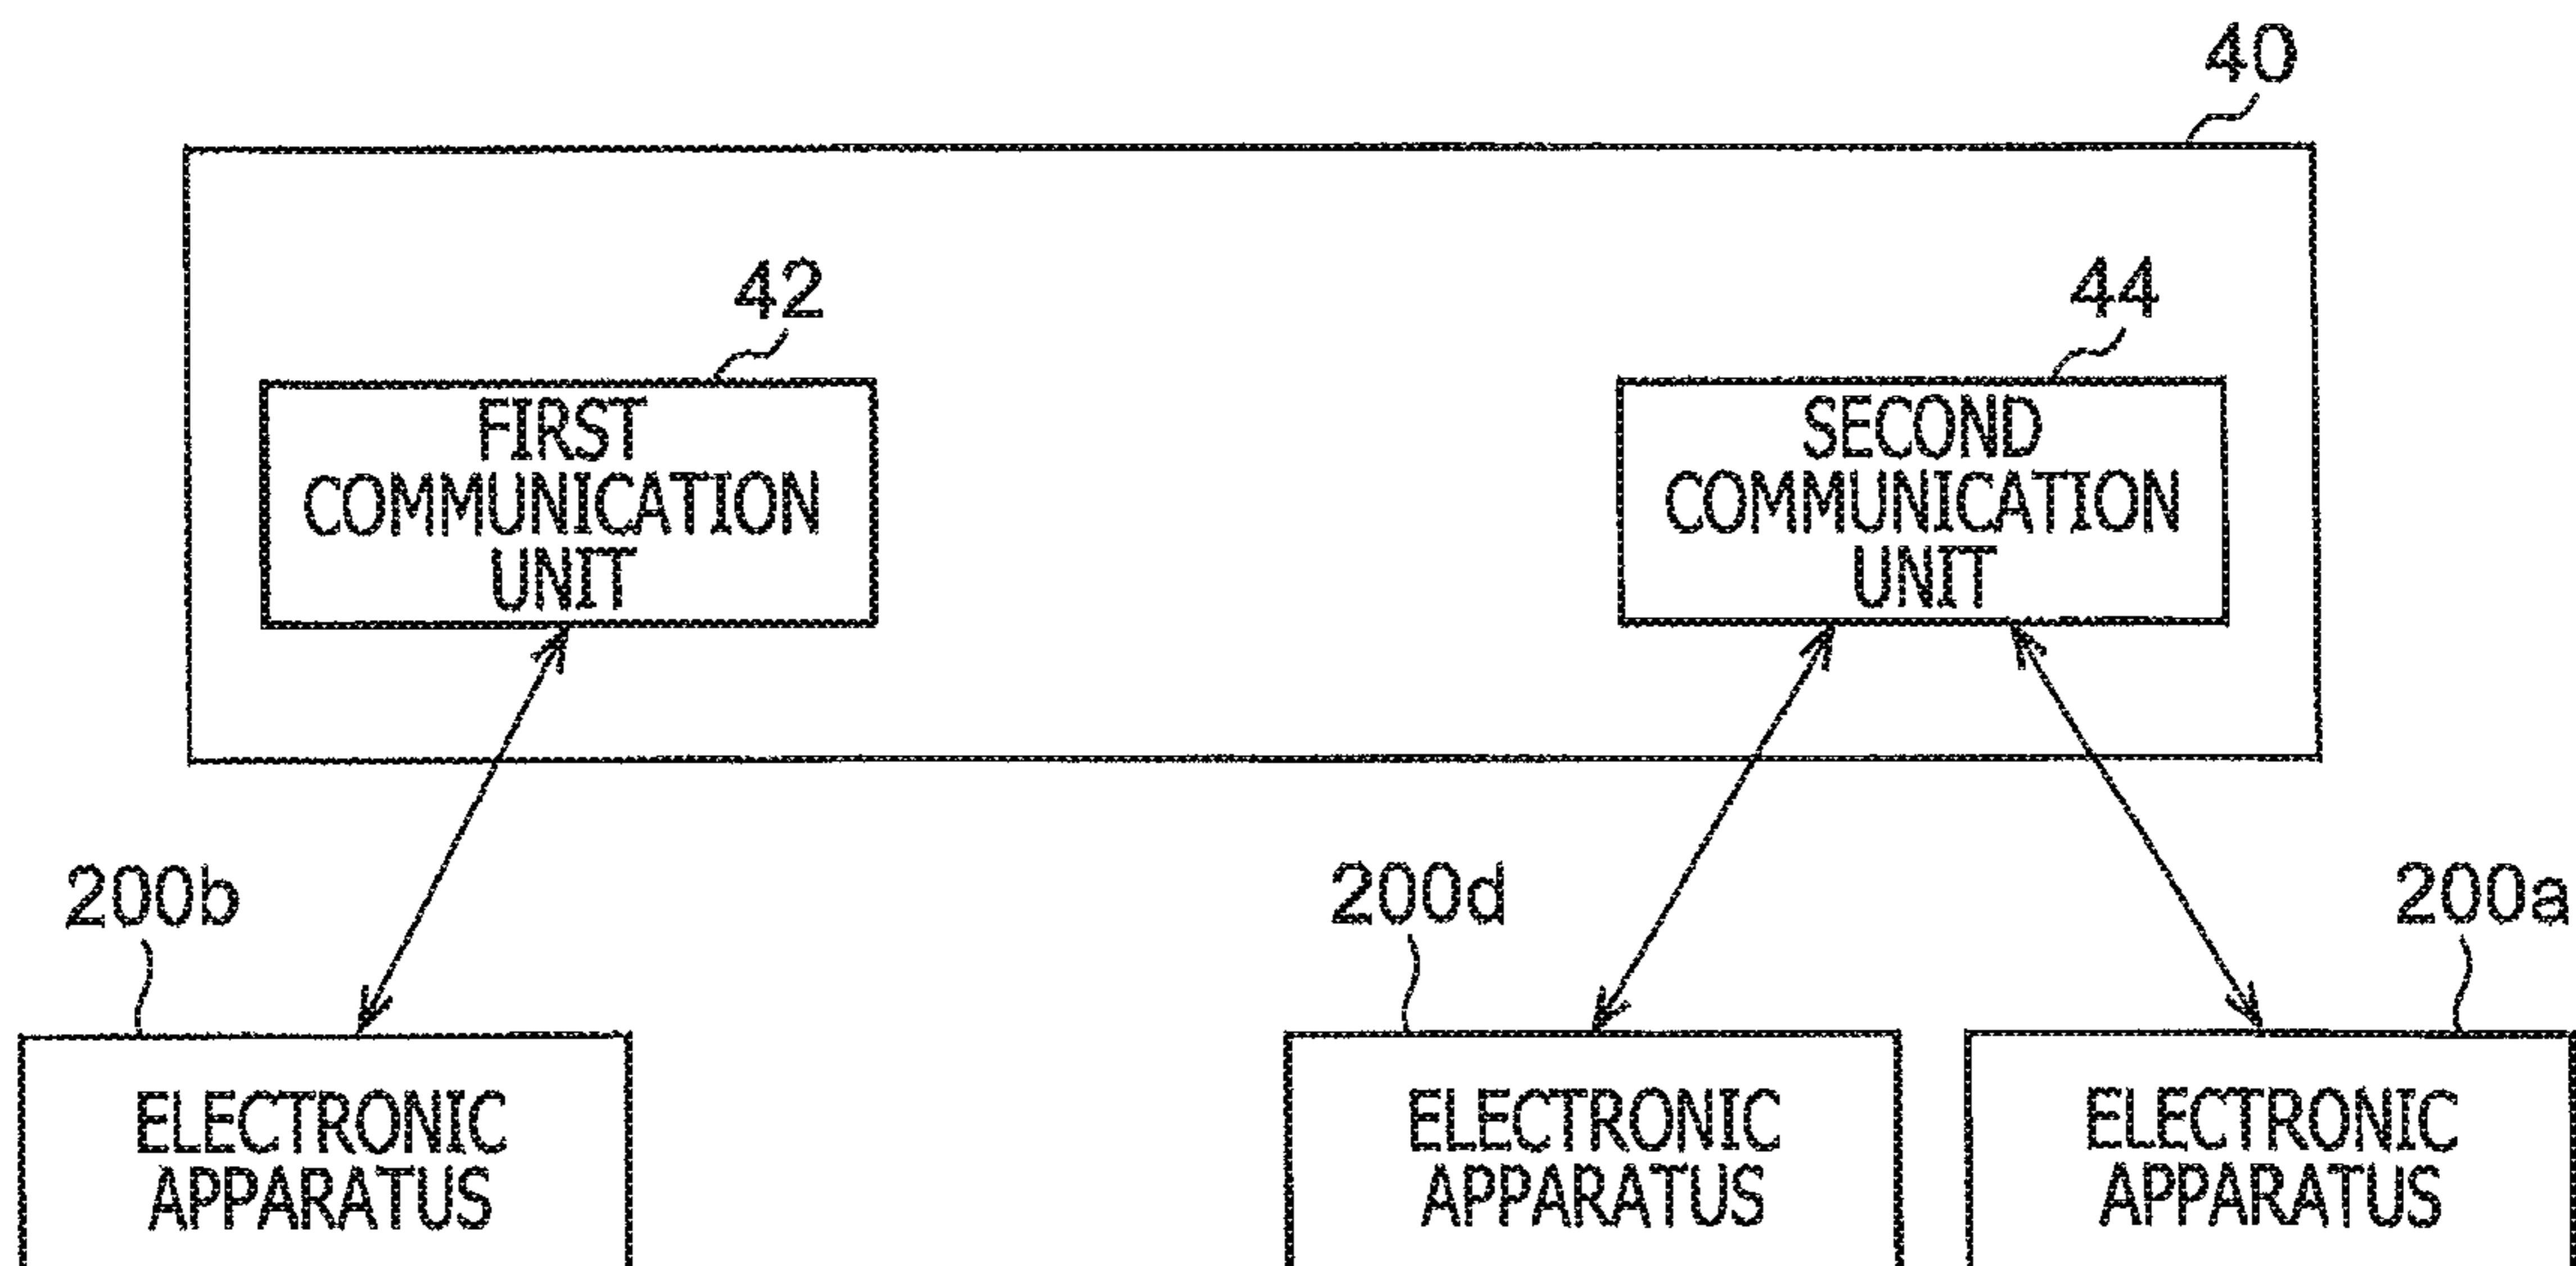 40
42
44
FIRST
COMMUNICATION
UNIT
SECOND
COMMUNICATION
UNIT
200b
200d
200a
ELECTRONIC
APPARATUS
ELECTRONIC
APPARATUS
ELECTRONIC
APPARATUS